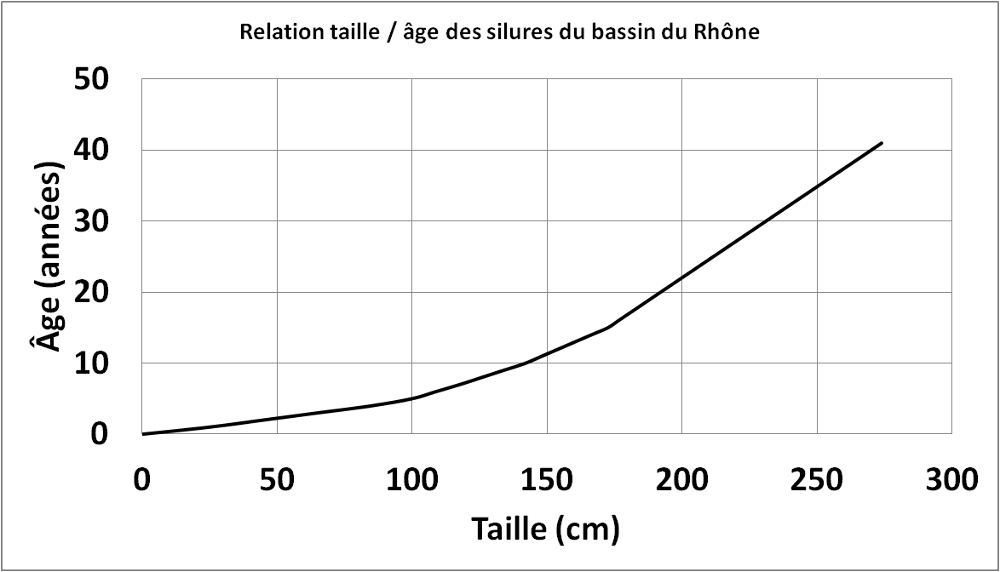 Relation taille / âge des silures du bassin du Rhône
50
40
30
20
10
0
Âge (années)
0 50 100 150 200 250 300
Taille (cm)